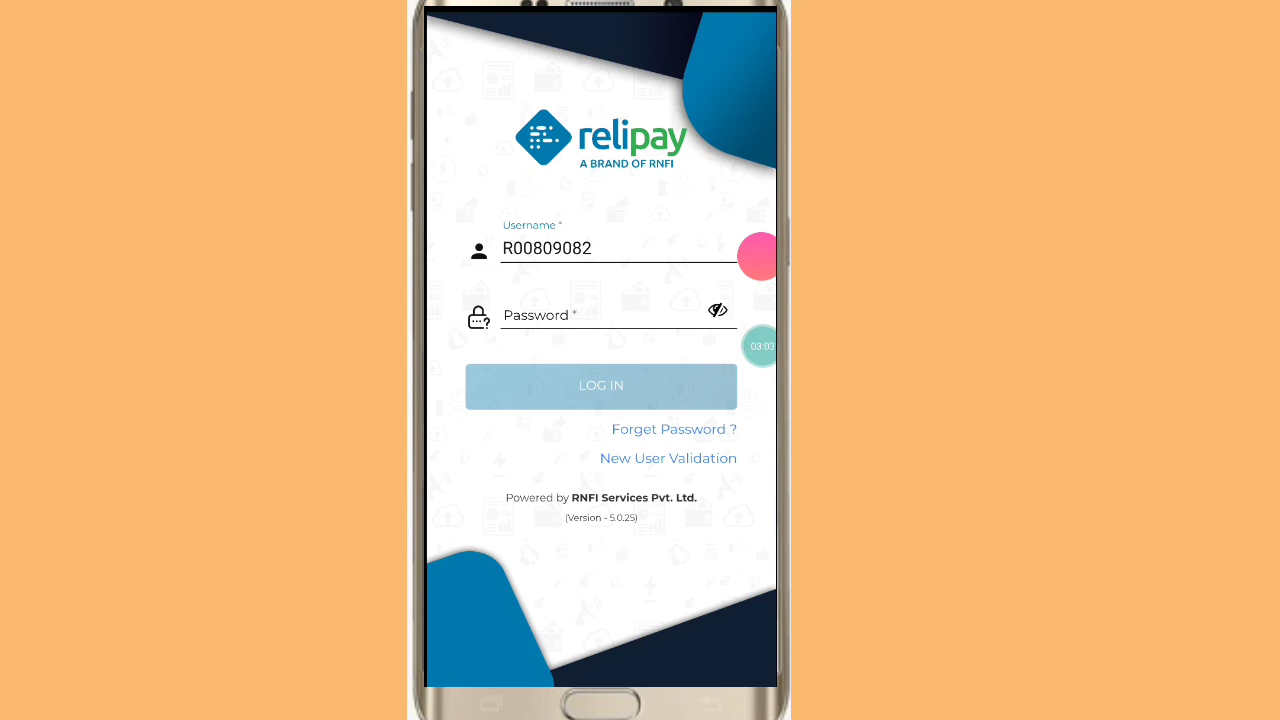 relipay
A BRAND OF RNFI
Username *
R00809082
Password *
03:03
LOG IN
Forget Password ?
New User Validation
Powered by RNFI Services Pvt. Ltd.
(Version - 5.0.25)